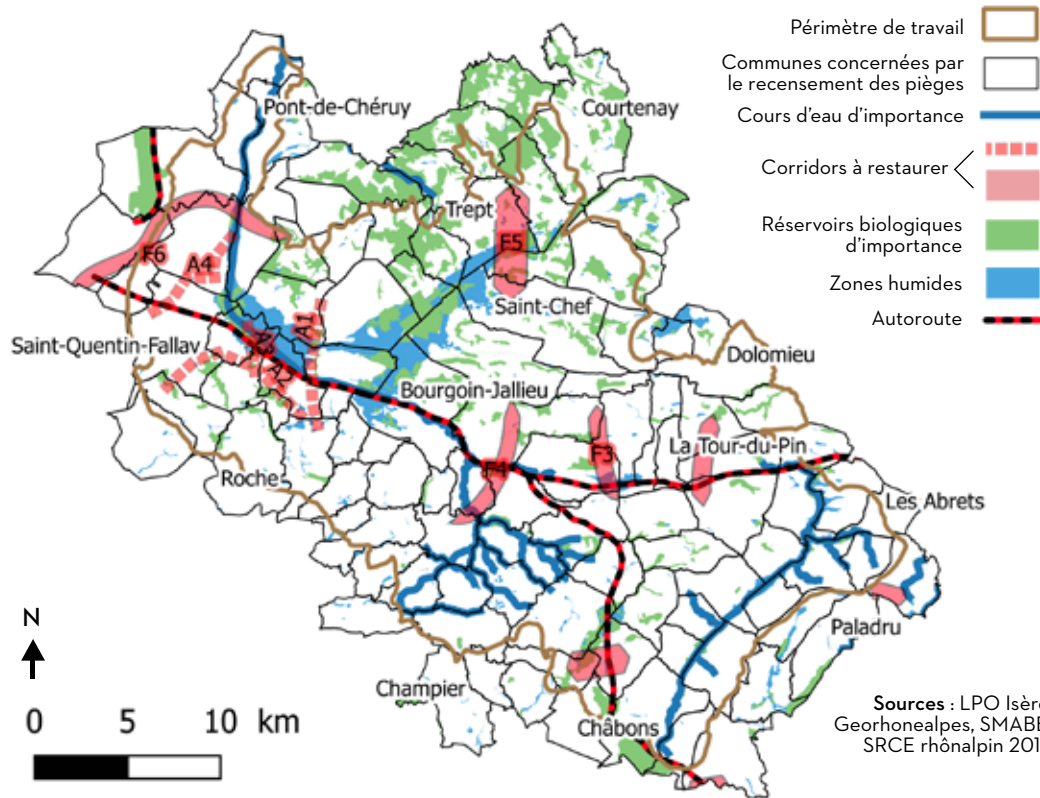 Périmètre de travail
Communes concernées par
le recensement des pièges
Cours d'eau d'importance
Corridors à restaurer
Réservoirs biologiques
d'importance
Zones humides
Autoroute
Pont-de-Chéruy
Courtenay
Trept
F5
F6
A4
Saint-Chef
A1
Saint-Quentin-Fallav
A3
A2
Dolomieu
Bourgoin-Jallieu
La Tour-du-Pin
F3
F4
Roche
Les Abrets
N
Paladru
Champier
Châbons
0 5 10 km
Sources : LPO Isèr
Georhonealpes, SMABB
SRCE rhônalpin 201